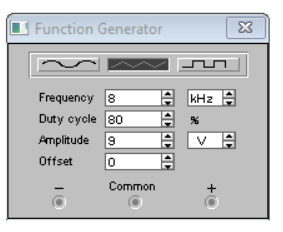 Function Generator
Frequency 8 kHz
Duty cycle 80 %
Amplitude 9 V
Offset 0
− Common +